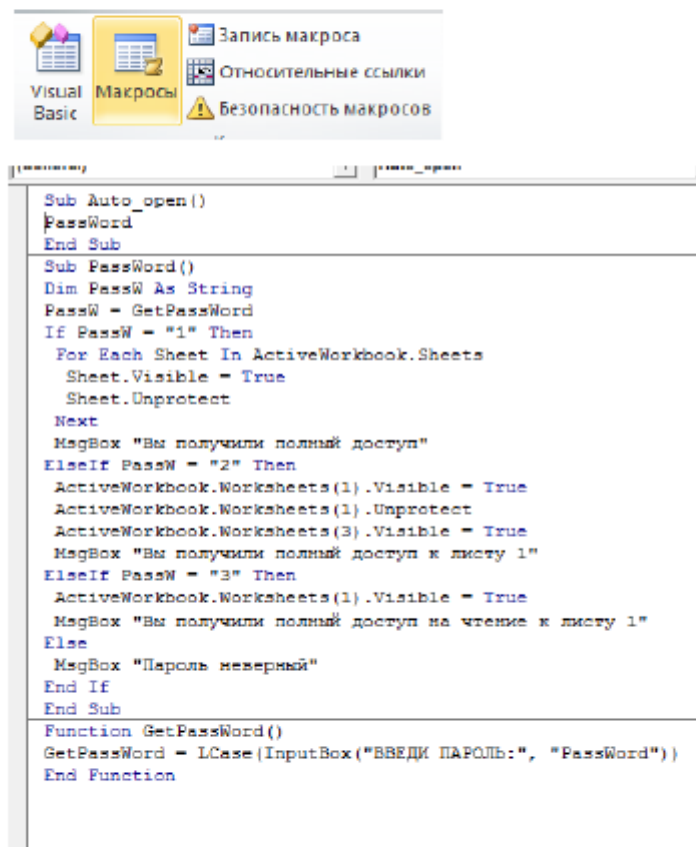 Visual Basic
Макросы
Запись макроса
Относительные ссылки
Безопасность макросов
Sub Auto_open()
PassWord
End Sub
Sub PassWord()
Dim PassW As String
PassW = GetPassWord
If PassW = "1" Then
For Each Sheet In ActiveWorkbook.Sheets
Sheet.Visible = True
Sheet.Unprotect
Next
MsgBox "Вы получили полный доступ"
ElseIf PassW = "2" Then
ActiveWorkbook.Worksheets(1).Visible = True
ActiveWorkbook.Worksheets(1).Unprotect
ActiveWorkbook.Worksheets(3).Visible = True
MsgBox "Вы получили полный доступ к листу 1"
ElseIf PassW = "3" Then
ActiveWorkbook.Worksheets(1).Visible = True
MsgBox "Вы получили полный доступ на чтение к листу 1"
Else
MsgBox "Пароль неверный"
End If
End Sub
Function GetPassWord()
GetPassWord = LCase(InputBox("ВВЕДИ ПАРОЛЬ:", "PassWord"))
End Function